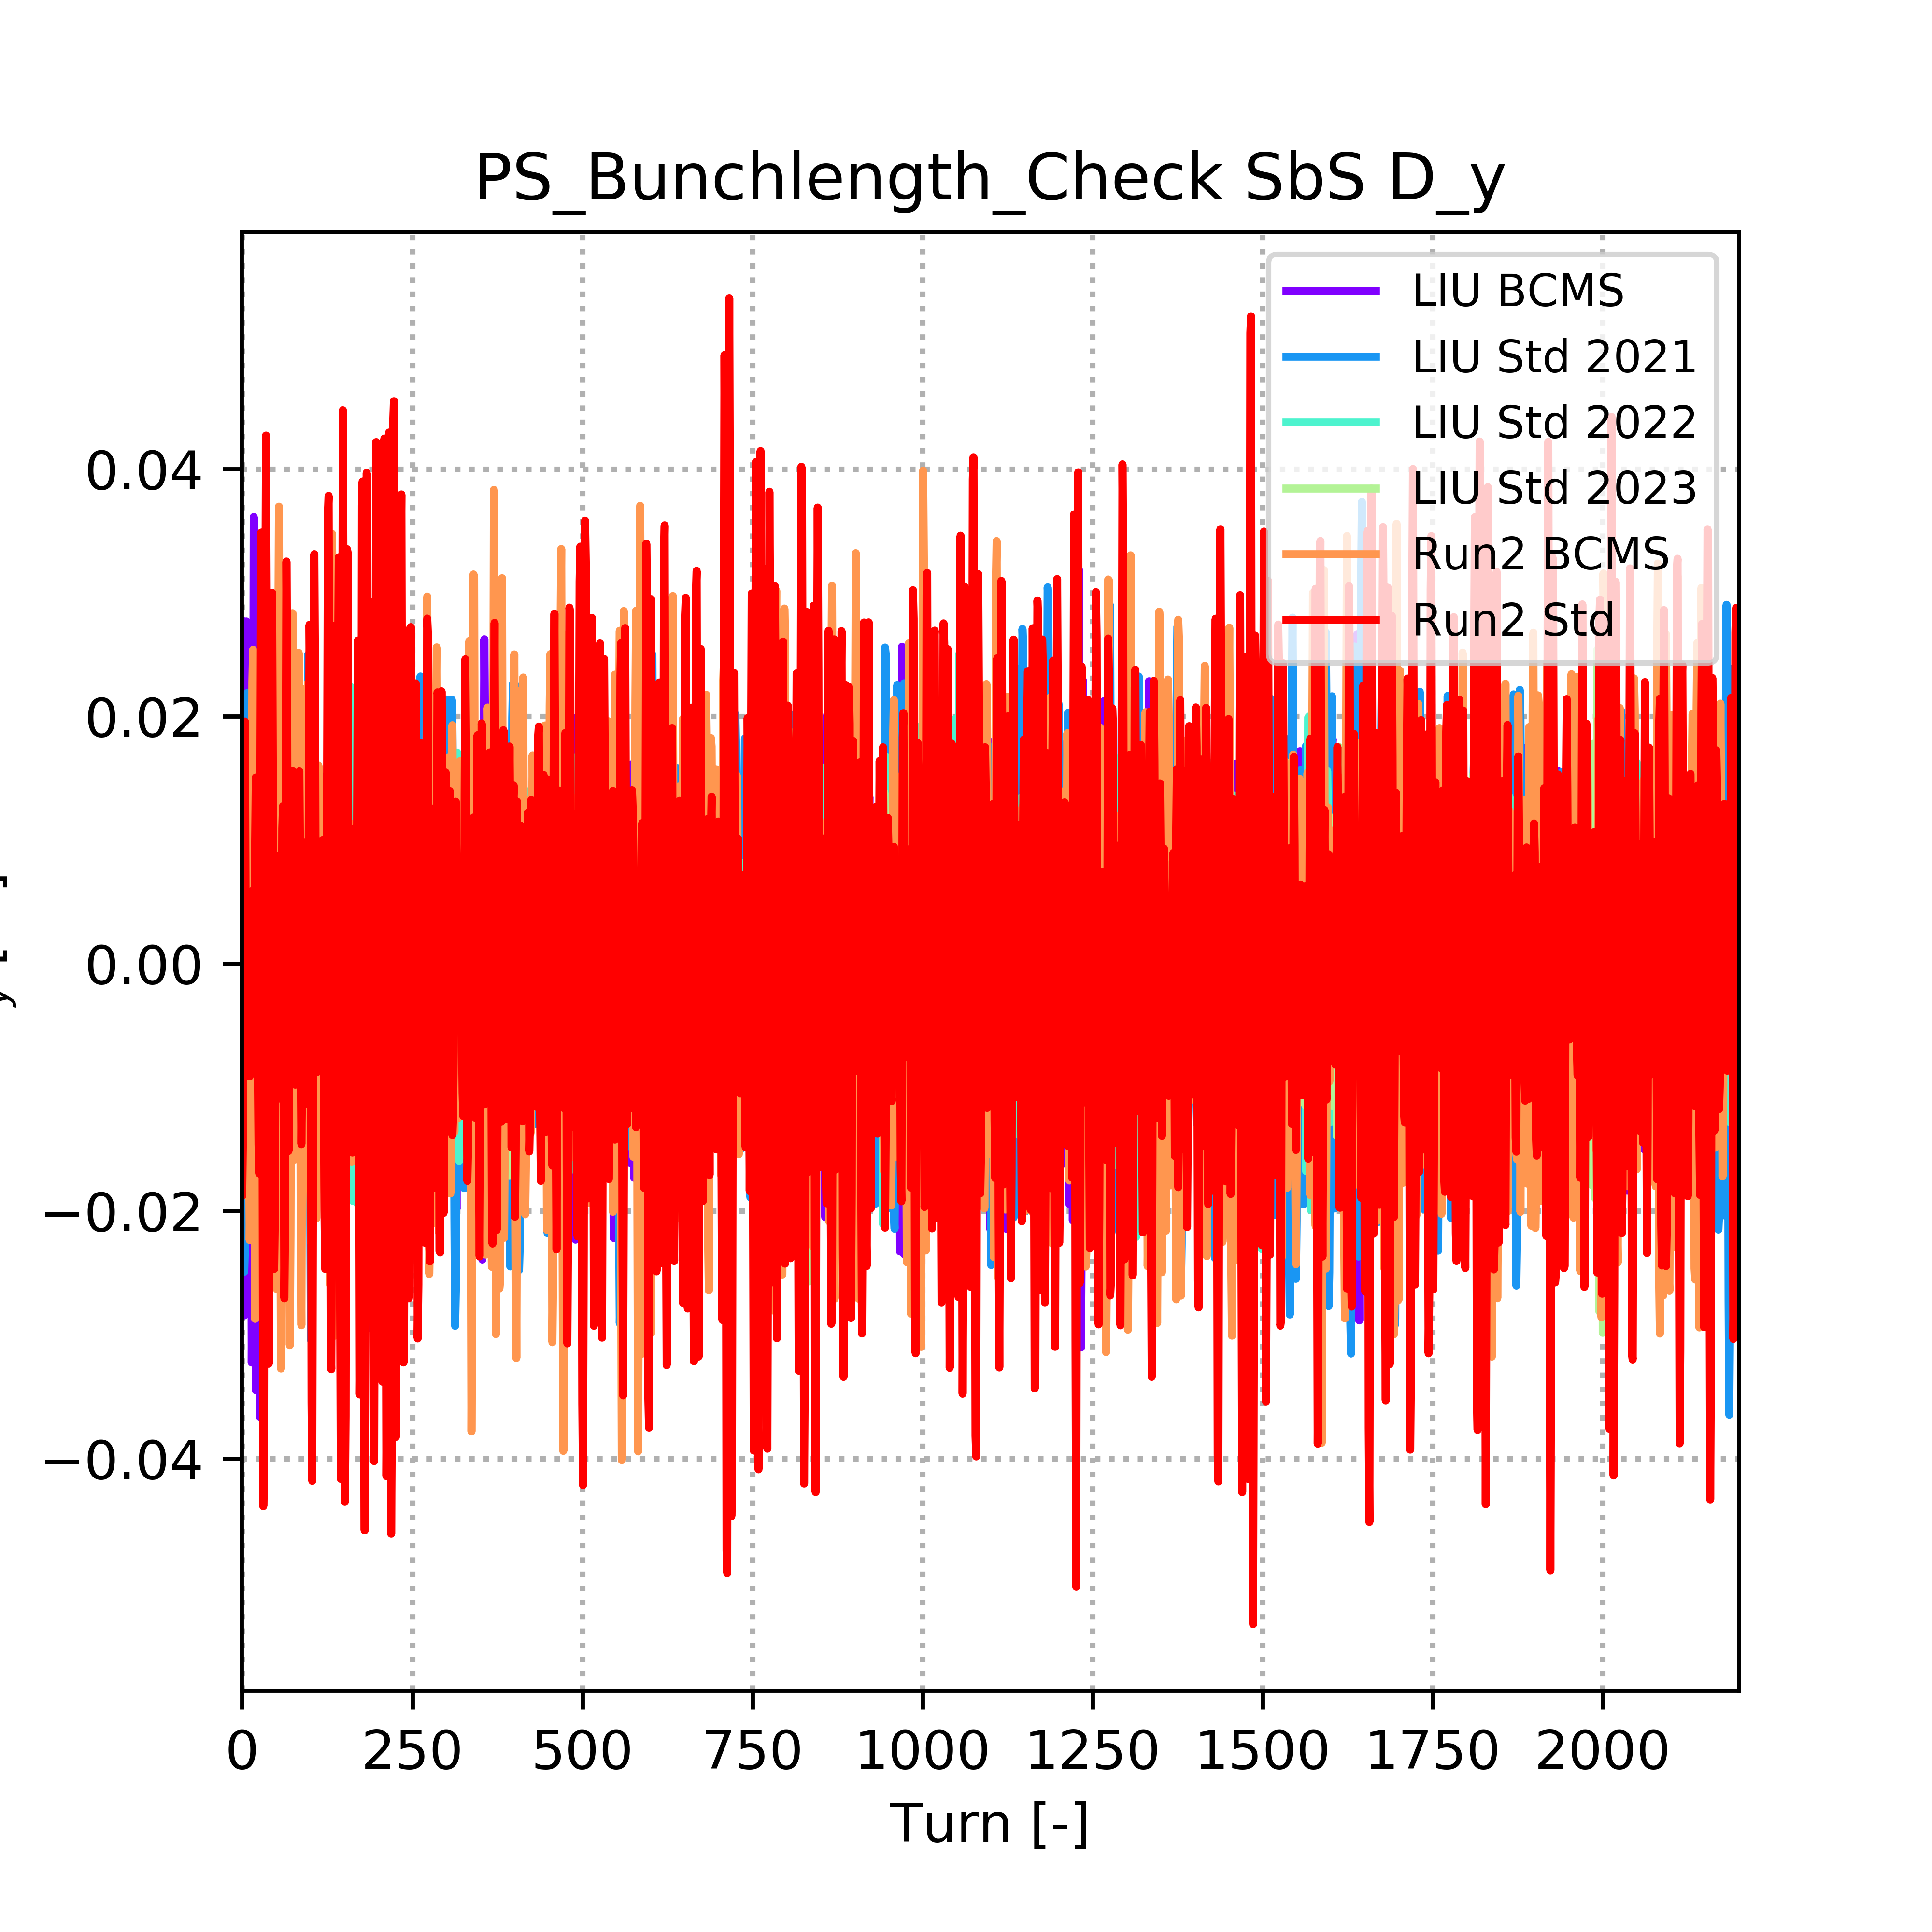 PS_Bunchlength_Check SbS D_y
LIU BCMS
LIU Std 2021
LIU Std 2022
LIU Std 2023
Run2 BCMS
Run2 Std
0.04
0.02
0.00
−0.02
−0.04
0 250 500 750 1000 1250 1500 1750 2000
Turn [-]